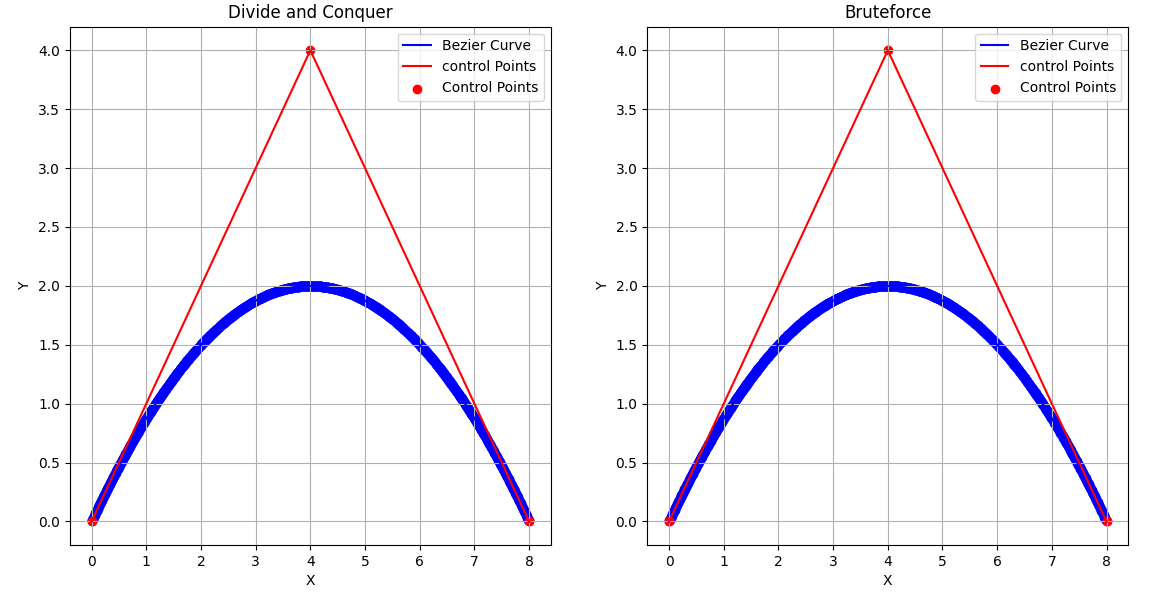 Divide and Conquer
Bezier Curve
control Points
Control Points
4.0
3.5
3.0
2.5
2.0
1.5
1.0
0.5
0.0
Y
0 1 2 3 4 5 6 7 8
X
Bruteforce
Bezier Curve
control Points
Control Points
4.0
3.5
3.0
2.5
2.0
1.5
1.0
0.5
0.0
Y
0 1 2 3 4 5 6 7 8
X